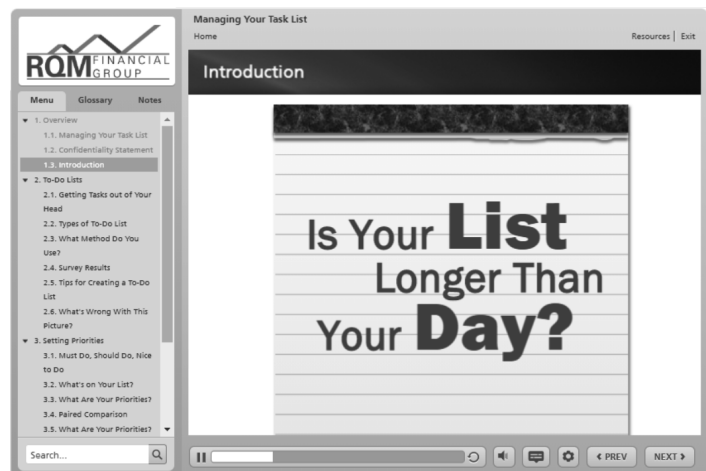 Managing Your Task List
Home
Resources | Exit
RQM FINANCIAL
GROUP
Menu Glossary Notes
1. Overview
1.1. Managing Your Task List
1.2. Confidentiality Statement
1.3. Introduction
2. To-Do Lists
2.1. Getting Tasks out of Your
Head
2.2. Types of To-Do List
2.3. What Method Do You
Use?
2.4. Survey Results
2.5. Tips for Creating a To-Do
List
2.6. What's Wrong With This
Picture?
3. Setting Priorities
3.1. Must Do, Should Do, Nice
to Do
3.2. What's on Your List?
3.3. What Are Your Priorities?
3.4. Paired Comparison
3.5. What Are Your Priorities?
Search...
Introduction
Is Your List
Longer Than
Your Day?
PREV NEXT